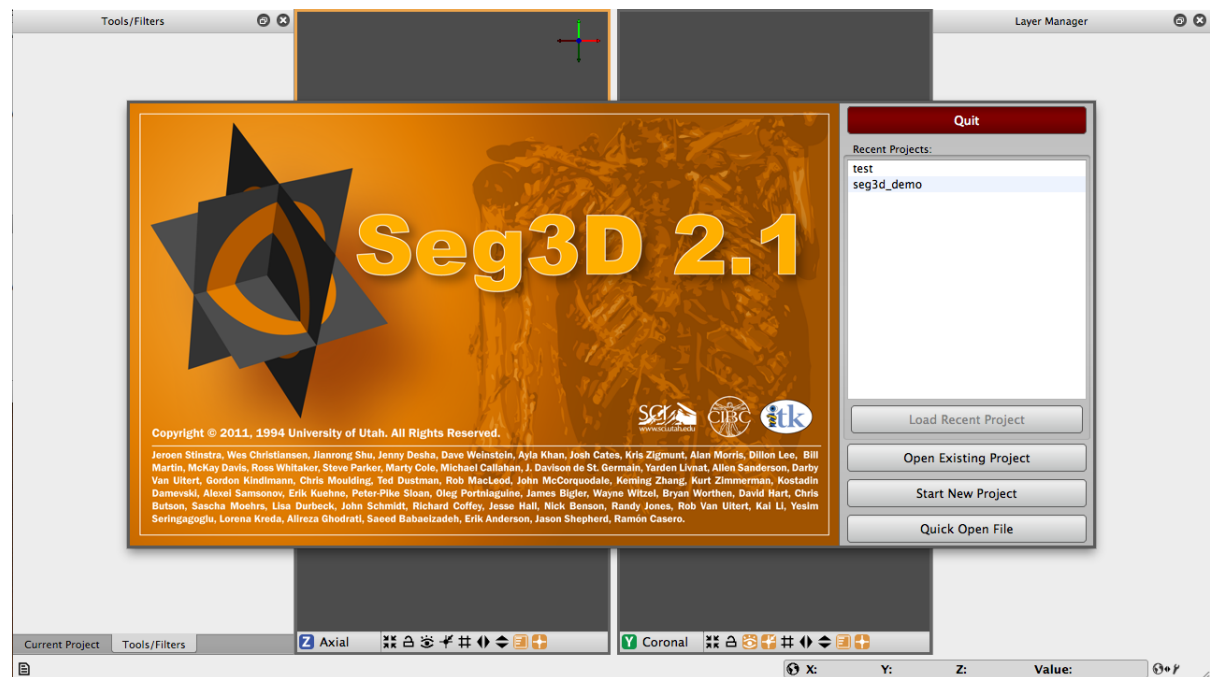 Tools/Filters
Layer Manager
Quit
Recent Projects:
test
seg3d_demo
Seg3D 2.1
SCI
www.sci.utah.edu
CIBC
itk
Load Recent Project
Copyright © 2011, 1994 University of Utah. All Rights Reserved.
Jeroen Stinstra, Wes Christiansen, Jianrong Shu, Jenny Desha, Dave Weinstein, Ayla Khan, Josh Cates, Kris Zigmunt, Alan Morris, Dillon Lee, Bill
Martin, McKay Davis, Ross Whitaker, Steve Parker, Marty Cole, Michael Callahan, J. Davison de St. Germain, Yarden Livnat, Allen Sanderson, Darby
Van Uitert, Gordon Kindlmann, Chris Moulding, Ted Dustman, Rob MacLeod, John McCorquodale, Keming Zhang, Kurt Zimmerman, Kostadin
Damevski, Alexei Samsonov, Erik Kuehne, Peter-Pike Sloan, Oleg Portniaguine, James Bigler, Wayne Witzel, Bryan Worthen, David Hart, Chris
Butson, Sascha Moehrs, Lisa Durbeck, John Schmidt, Richard Coffey, Jesse Hall, Nick Benson, Randy Jones, Rob Van Uitert, Kai Li, Yesim
Seringagoglu, Lorena Kreda, Alireza Ghodrati, Saeed Babaeizadeh, Erik Anderson, Jason Shepherd, Ramón Casero.
Open Existing Project
Start New Project
Quick Open File
Current Project
Tools/Filters
Z Axial
Y Coronal
X:
Y:
Z:
Value: